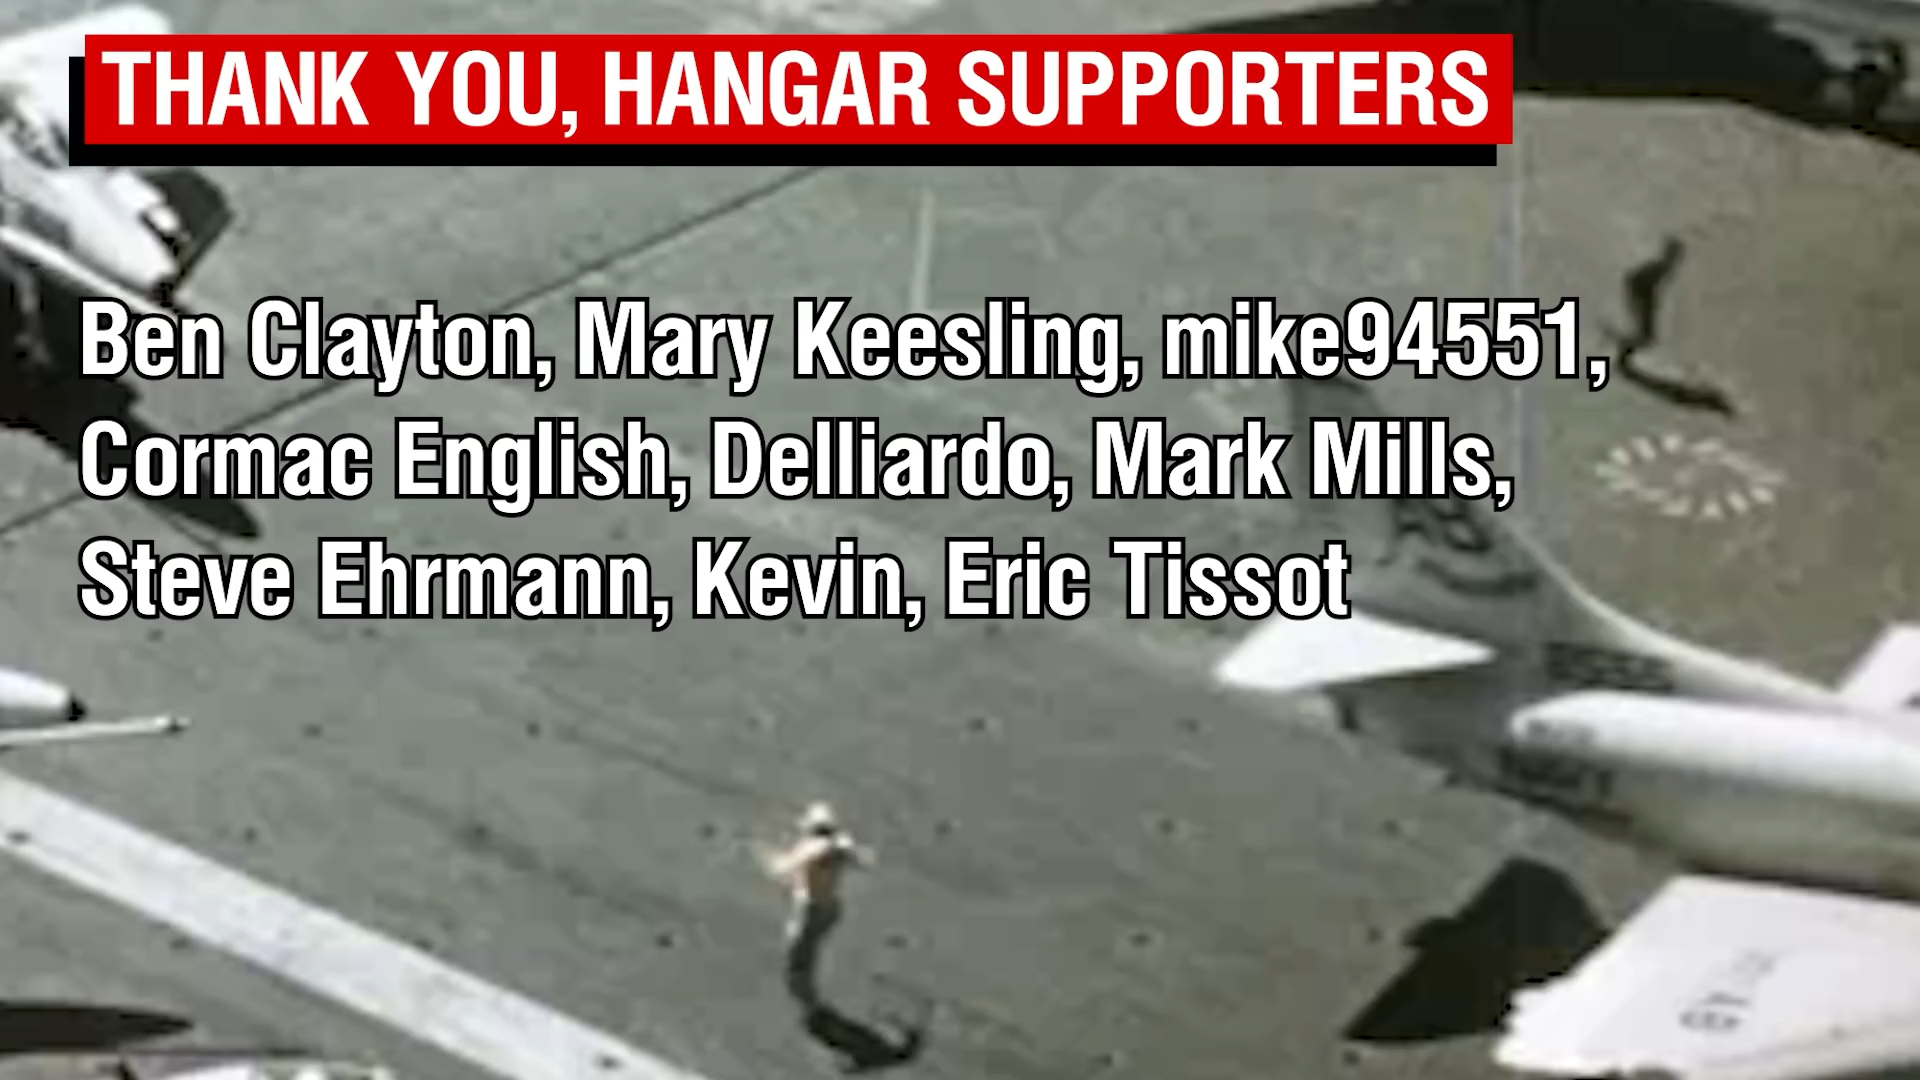 THANK YOU, HANGAR SUPPORTERS
Ben Clayton, Mary Keesling, mike94551,
Cormac English, Delliardo, Mark Mills,
Steve Ehrmann, Kevin, Eric Tissot